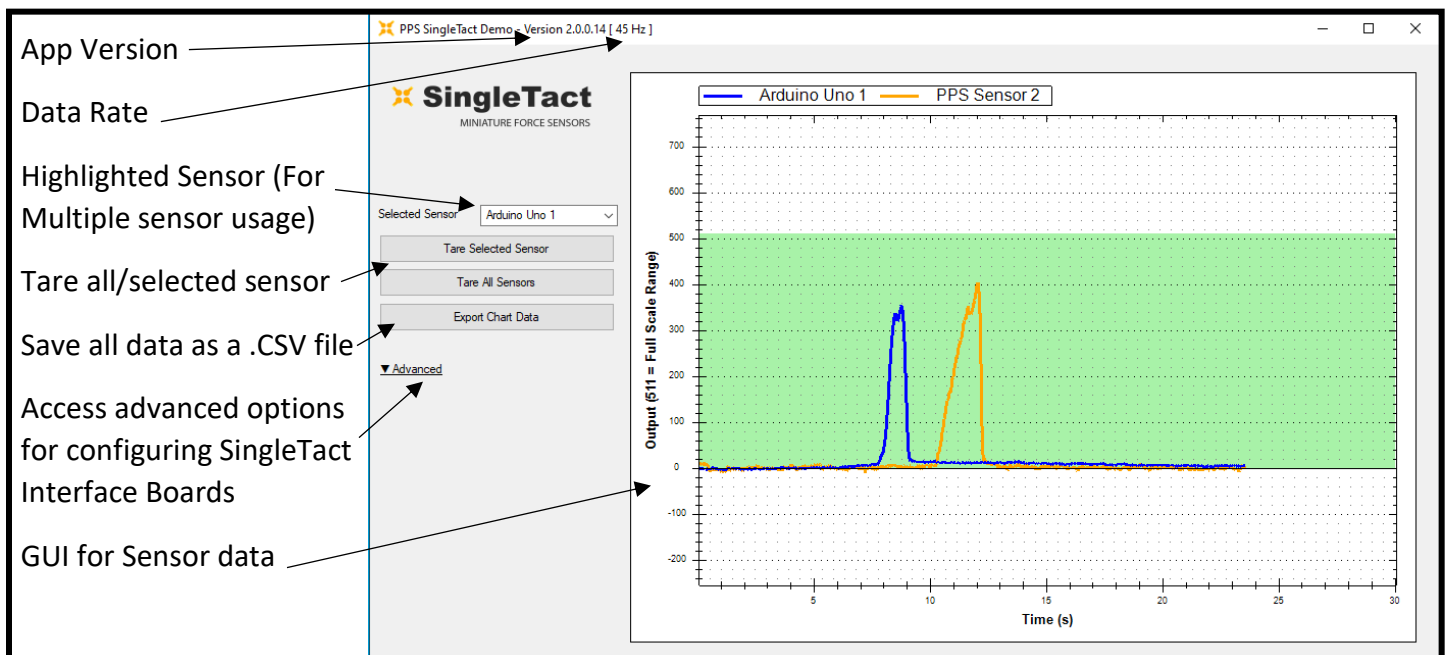 PPS SingleTact Demo - Version 2.0.0.14 [ 45 Hz ]
App Version
Data Rate
Highlighted Sensor (For
Multiple sensor usage)
Tare all/selected sensor
Save all data as a .CSV file
Access advanced options
for configuring SingleTact
Interface Boards
GUI for Sensor data
SingleTact
MINIATURE FORCE SENSORS
Selected Sensor
Arduino Uno 1
Tare Selected Sensor
Tare All Sensors
Export Chart Data
▼ Advanced
Arduino Uno 1
PPS Sensor 2
Output (511 = Full Scale Range)
700
600
500
400
300
200
100
0
-100
-200
5
10
15
20
25
30
Time (s)